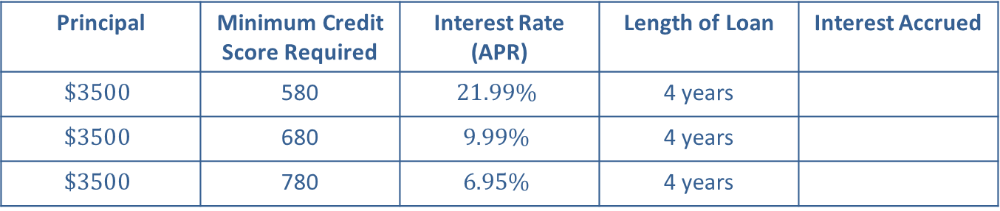 Principal Minimum Credit Score Required Interest Rate (APR) Length of Loan Interest Accrued
$3500 580 21.99% 4 years
$3500 680 9.99% 4 years
$3500 780 6.95% 4 years